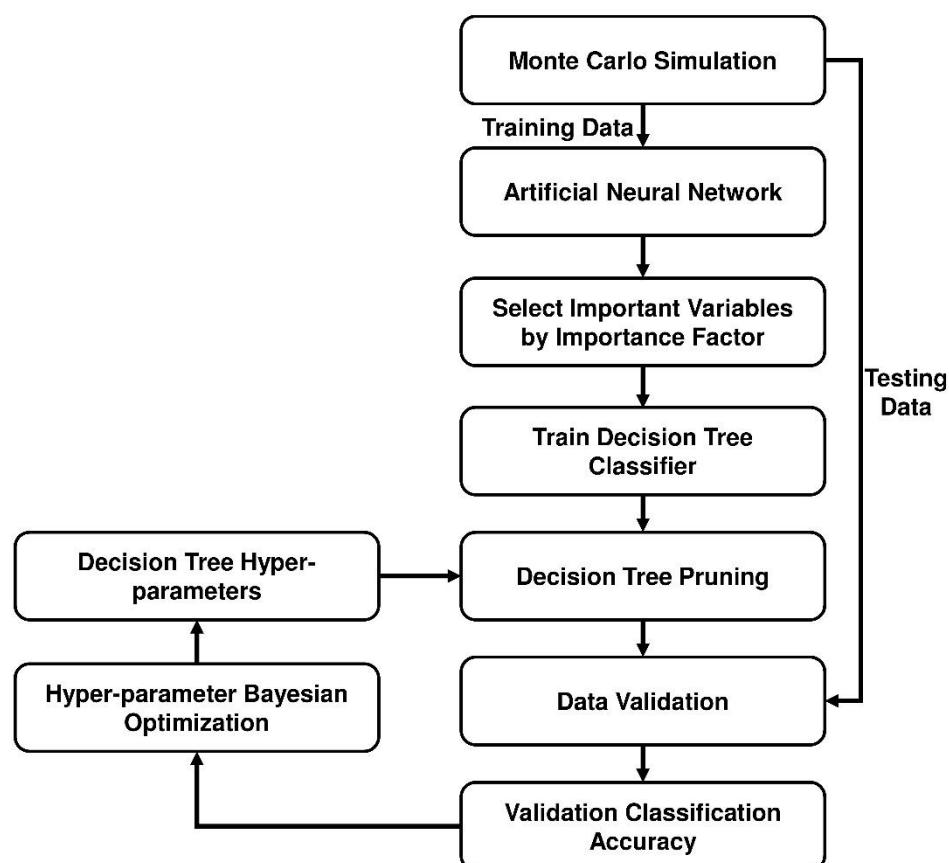 Monte Carlo Simulation
Training Data
Artificial Neural Network
Select Important Variables
by Importance Factor
Testing
Data
Train Decision Tree
Classifier
Decision Tree Hyper-
parameters
Decision Tree Pruning
Hyper-parameter Bayesian
Optimization
Data Validation
Validation Classification
Accuracy